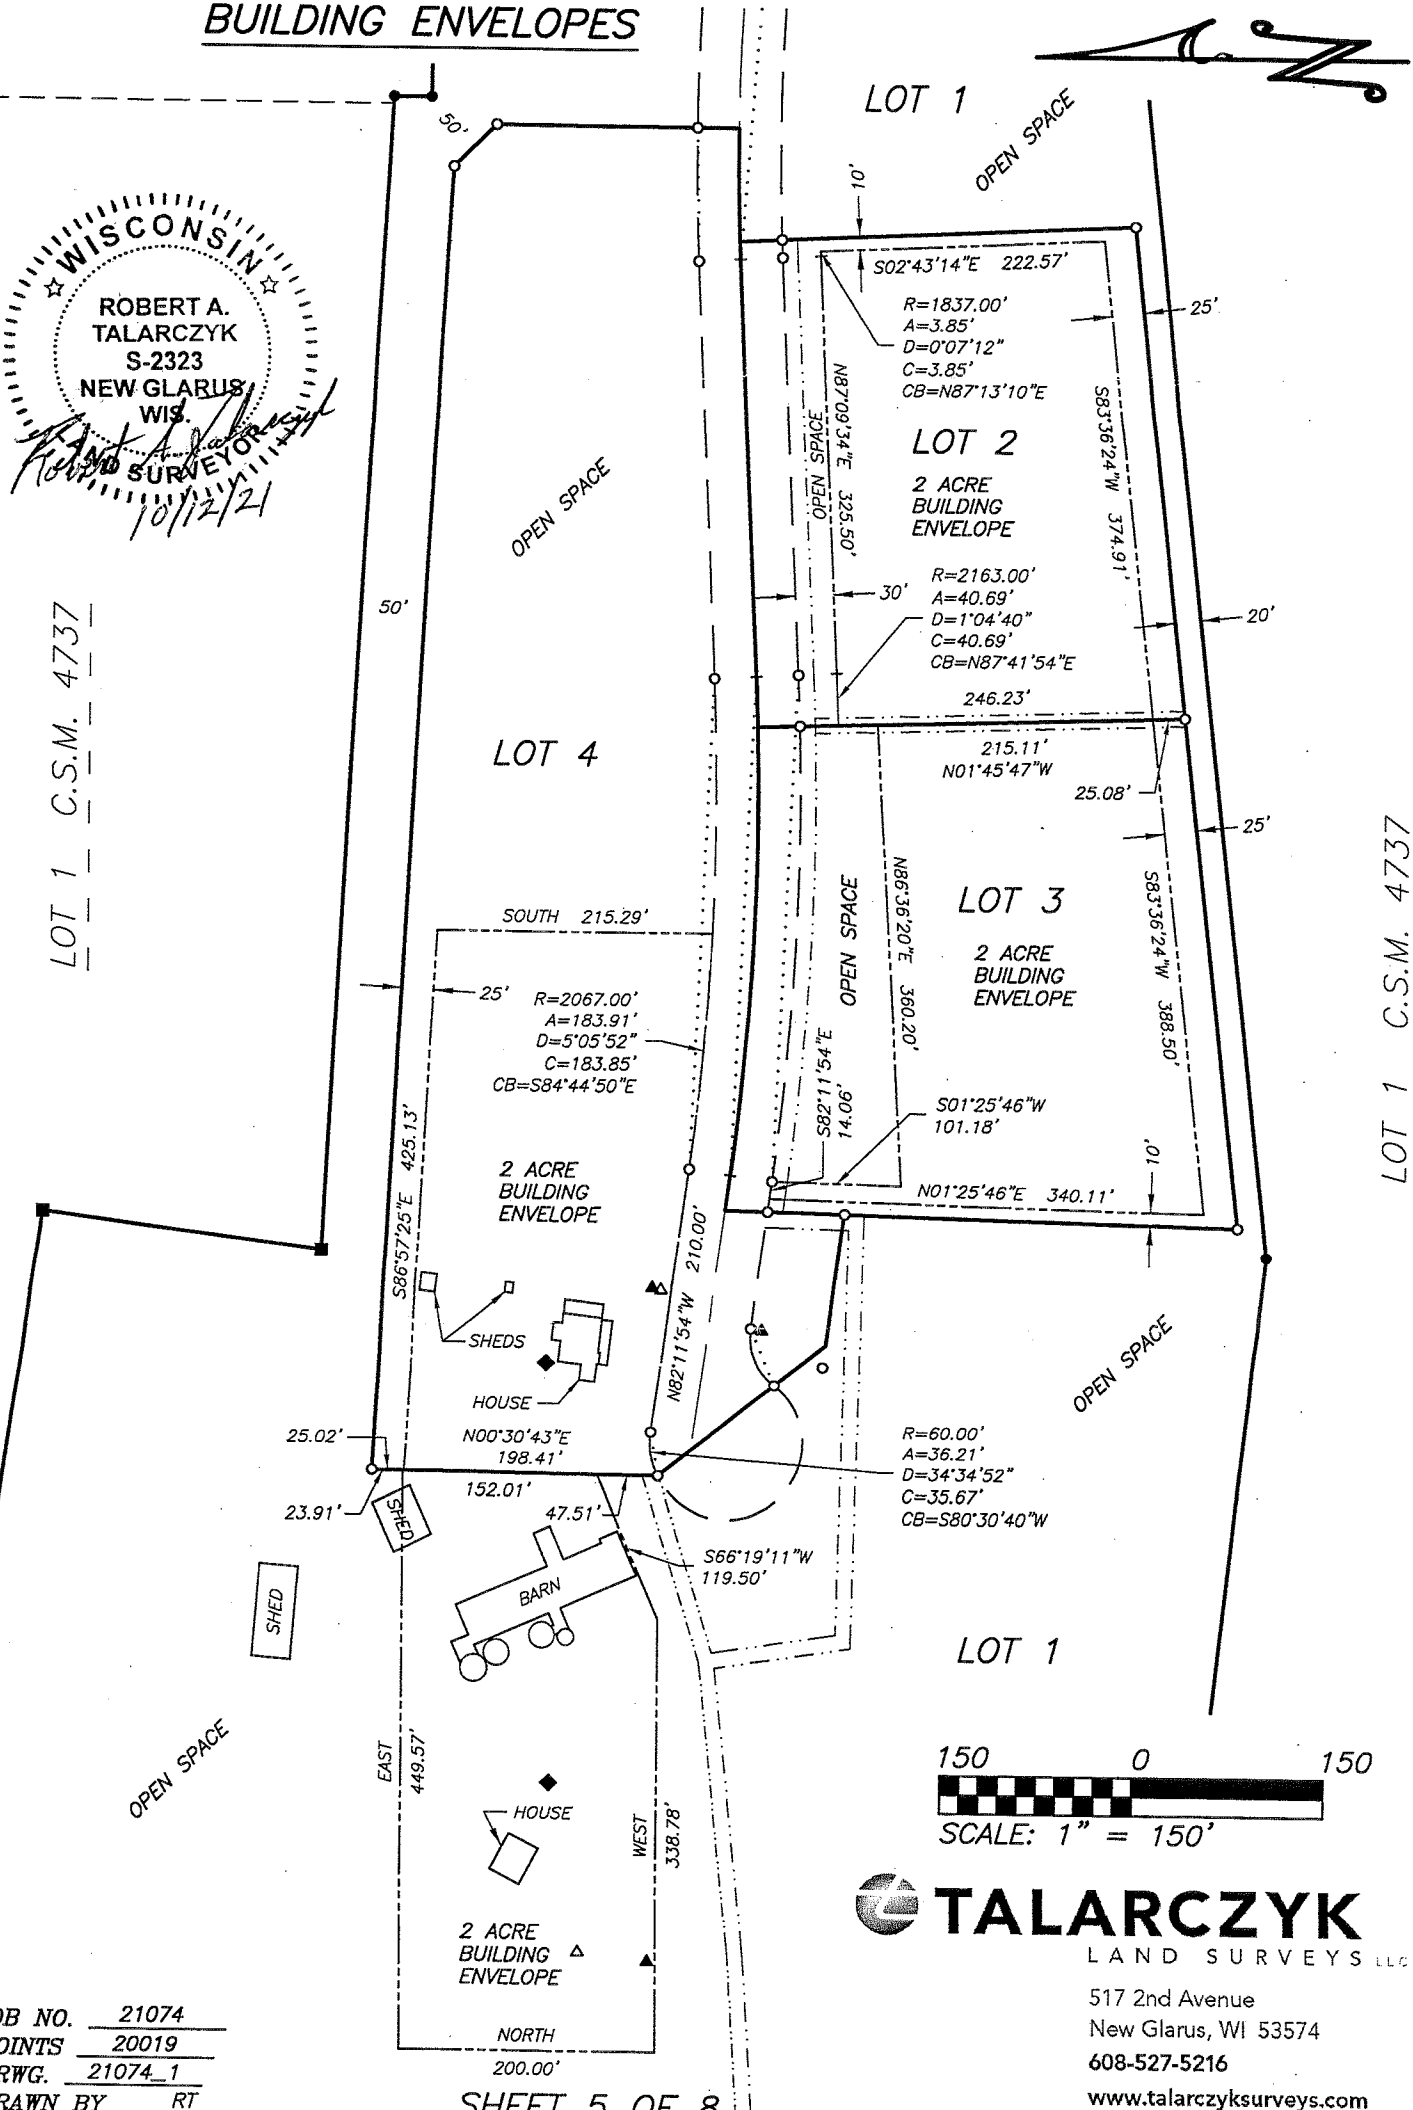 BUILDING ENVELOPES
LOT 1
OPEN SPACE
50'
10'
WISCONSIN
ROBERT A.
TALARCZYK
S-2323
NEW GLARUS,
WIS.
LAND SURVEYOR
Robert A Talarczyk
10/12/21
S02°43'14"E 222.57'
R=1837.00'
A=3.85'
D=0°07'12"
C=3.85'
CB=N87°13'10"E
25'
N87°09'34"E 325.50'
S83°36'24"W 374.91'
OPEN SPACE
LOT 2
2 ACRE
BUILDING
ENVELOPE
OPEN SPACE
50'
30'
R=2163.00'
A=40.69'
D=1°04'40"
C=40.69'
CB=N87°41'54"E
20'
246.23'
LOT 1 C.S.M. 4737
LOT 4
215.11'
N01°45'47"W
25.08'
25'
LOT 1 C.S.M. 4737
OPEN SPACE
N86°36'20"E 360.20'
LOT 3
2 ACRE
BUILDING
ENVELOPE
S83°36'24"W 388.50'
SOUTH 215.29'
25'
R=2067.00'
A=183.91'
D=5°05'52"
C=183.85'
CB=S84°44'50"E
S86°57'25"E 425.13'
S82°11'54"E
14.06'
S01°25'46"W
101.18'
N01°25'46"E 340.11'
10'
2 ACRE
BUILDING
ENVELOPE
N82°11'54"W 210.00'
SHEDS
HOUSE
OPEN SPACE
25.02'
N00°30'43"E
198.41'
152.01'
23.91'
47.51'
SHED
R=60.00'
A=36.21'
D=34°34'52"
C=35.67'
CB=S80°30'40"W
S66°19'11"W
119.50'
BARN
SHED
LOT 1
OPEN SPACE
EAST
449.57'
HOUSE
WEST
338.78'
2 ACRE
BUILDING
ENVELOPE
NORTH
200.00'
150 0 150
SCALE: 1" = 150'
TALARCZYK
LAND SURVEYS LLC
517 2nd Avenue
New Glarus, WI 53574
608-527-5216
www.talarczyksurveys.com
OB NO. 21074
OINTS 20019
RWG. 21074_1
RAWN BY RT
SHEET 5 OF 8